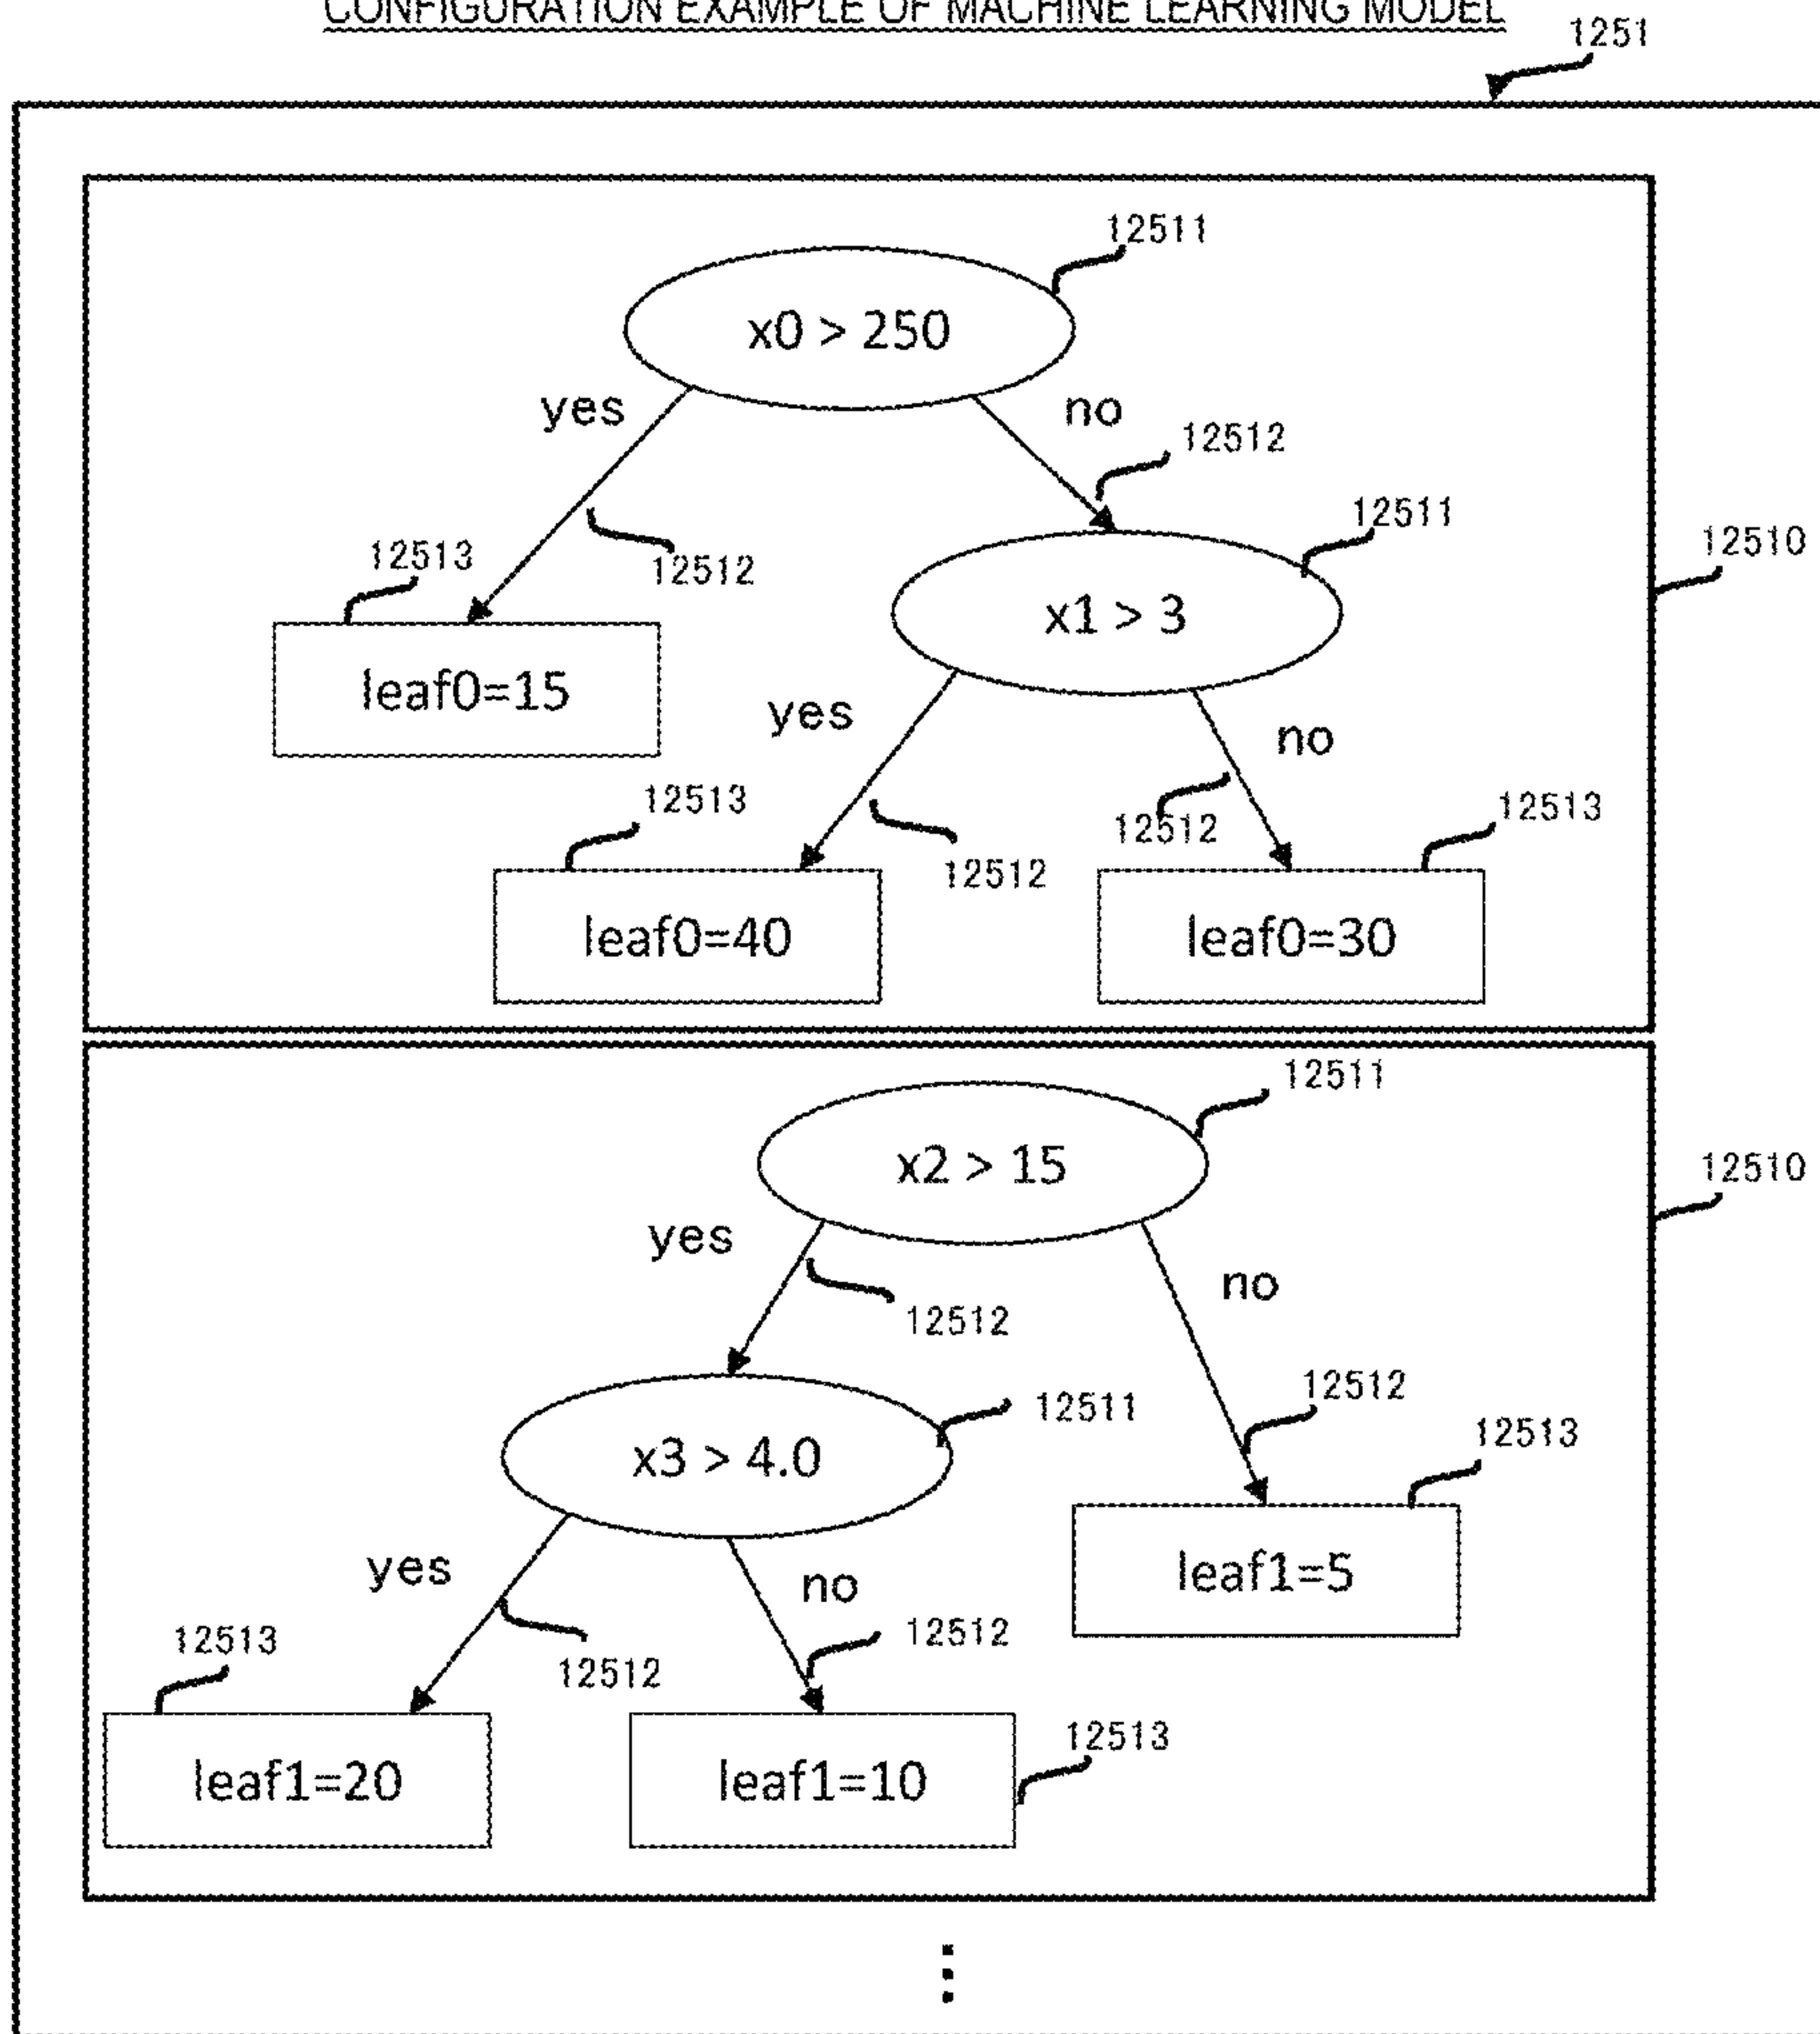 CONFIGURATION EXAMPLE OF MACHINE LEARNING MODEL
1251
12511
x0 > 250
yes
no
12512
12511
12510
12513
12512
x1 > 3
leaf0=15
yes
no
12513
12512
12513
12512
leaf0=40
leaf0=30
12511
x2 > 15
12510
yes
no
12512
12512
12511
12513
x3 > 4.0
yes
no
leaf1=5
12513
12512
12512
12513
leaf1=20
leaf1=10